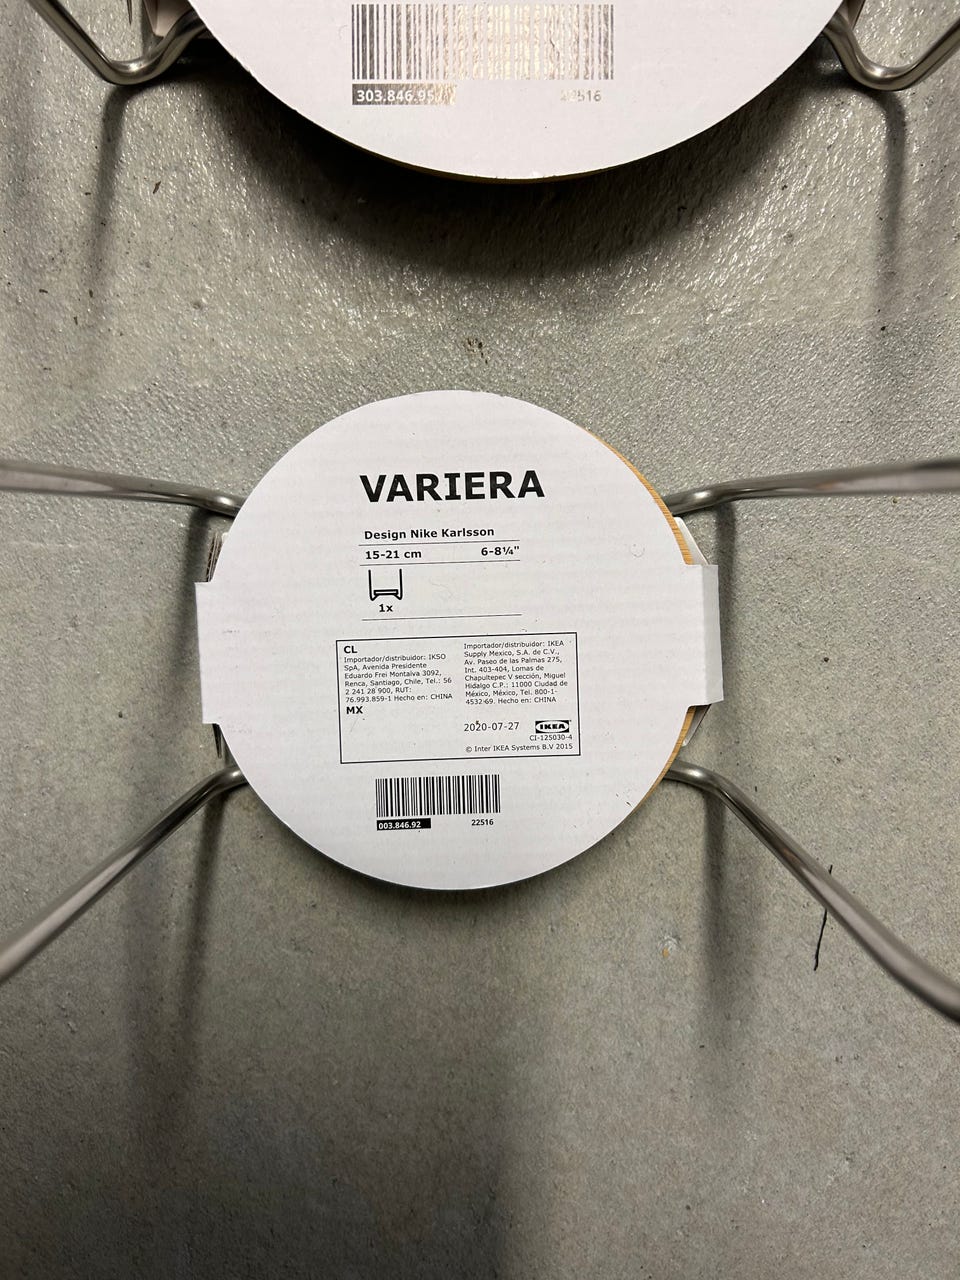 303.846.95
22516
VARIERA
Design Nike Karlsson
15-21 cm 6-8¼"
1x
CL
Importador/distribuidor: IKSO
SpA, Avenida Presidente
Eduardo Frei Montalva 3092,
Renca, Santiago, Chile, Tel.: 56
2 241 28 900, RUT:
76.993.859-1 Hecho en: CHINA
MX
Importador/distribuidor: IKEA
Supply Mexico, S.A. de C.V.,
Av. Paseo de las Palmas 275,
Int. 403-404, Lomas de
Chapultepec V sección, Miguel
Hidalgo C.P.: 11000 Ciudad de
México, México, Tel. 800-1-
4532-69. Hecho en: CHINA
2020-07-27 IKEA
CI-125030-4
© Inter IKEA Systems B.V 2015
003.846.92 22516